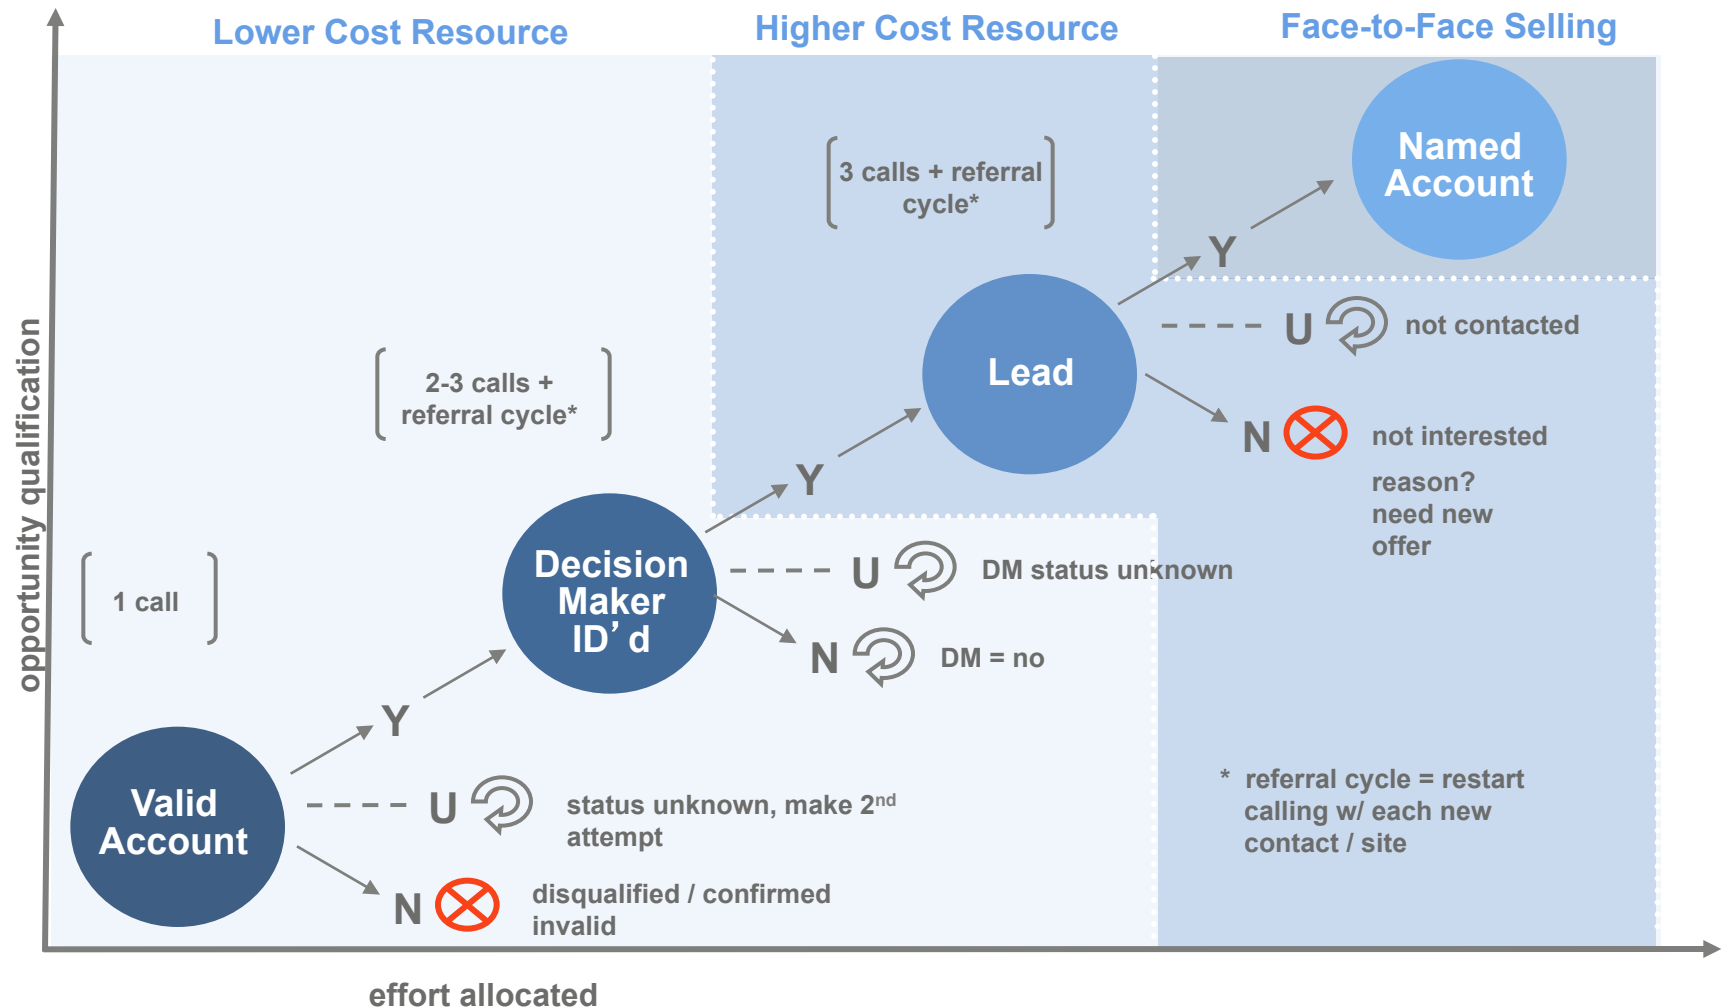 Lower Cost Resource
Higher Cost Resource
Face-to-Face Selling
opportunity qualification
Named
Account
3 calls + referral
cycle*
Y
U
not contacted
Lead
N
not interested
reason?
need new
offer
2-3 calls +
referral cycle*
Y
Decision
Maker
ID’ d
U
DM status unknown
N
DM = no
1 call
Y
Valid
Account
U
status unknown, make 2nd
attempt
N
disqualified / confirmed
invalid
* referral cycle = restart
calling w/ each new
contact / site
effort allocated